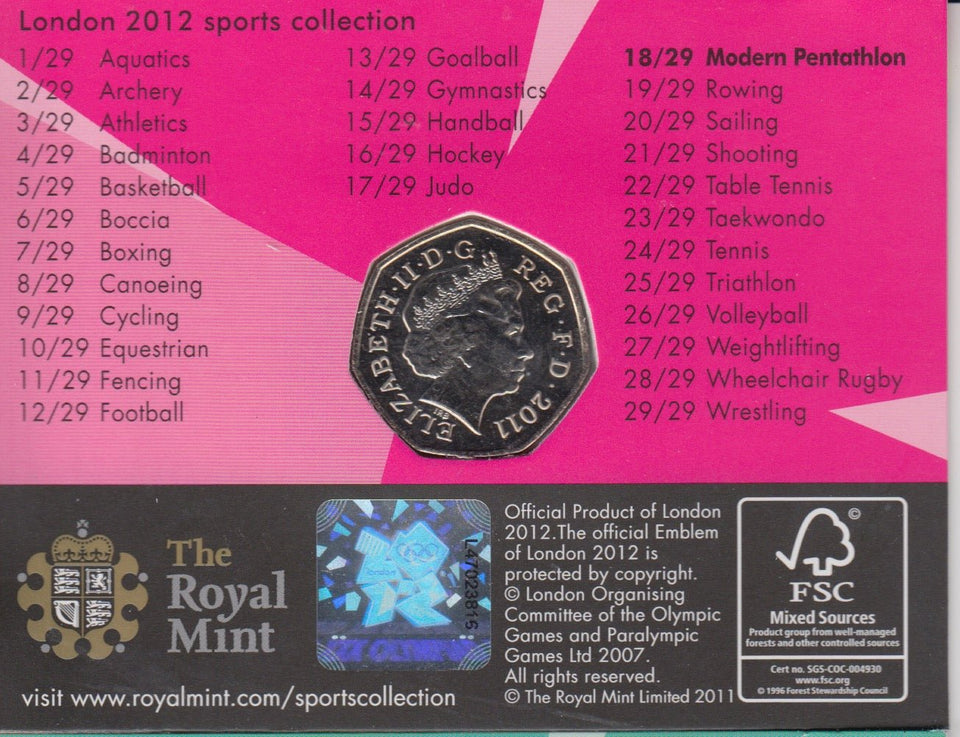 London 2012 sports collection
1/29 Aquatics
2/29 Archery
3/29 Athletics
4/29 Badminton
5/29 Basketball
6/29 Boccia
7/29 Boxing
8/29 Canoeing
9/29 Cycling
10/29 Equestrian
11/29 Fencing
12/29 Football
13/29 Goalball
14/29 Gymnastics
15/29 Handball
16/29 Hockey
17/29 Judo
18/29 Modern Pentathlon
19/29 Rowing
20/29 Sailing
21/29 Shooting
22/29 Table Tennis
23/29 Taekwondo
24/29 Tennis
25/29 Triathlon
26/29 Volleyball
27/29 Weightlifting
28/29 Wheelchair Rugby
29/29 Wrestling
ELIZABETH·II·D·G REG·F·D·2011
IRB
The
Royal
Mint
london
L47023816
Official Product of London
2012.The official Emblem
of London 2012 is
protected by copyright.
© London Organising
Committee of the Olympic
Games and Paralympic
Games Ltd 2007.
All rights reserved.
© The Royal Mint Limited 2011
©
FSC
Mixed Sources
Product group from well-managed
forests and other controlled sources
Cert no. SGS-COC-004930
www.fsc.org
© 1996 Forest Stewardship Council
visit www.royalmint.com/sportscollection